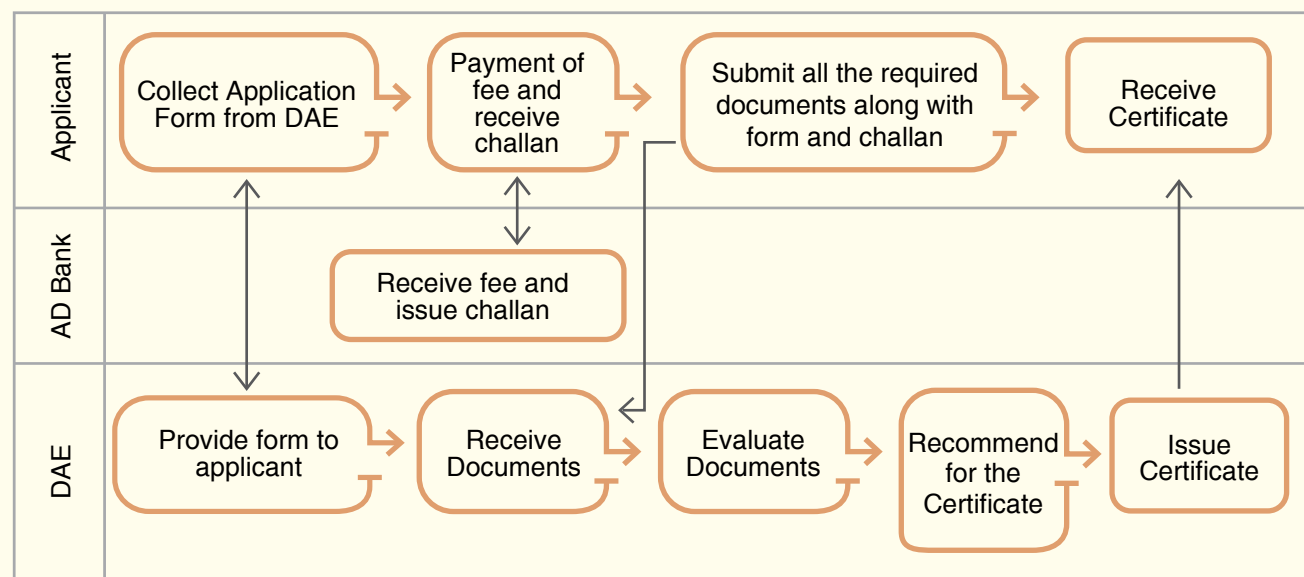 Applicant
Collect Application
Form from DAE
Payment of
fee and
receive
challan
Submit all the required
documents along with
form and challan
Receive
Certificate
AD Bank
Receive fee and
issue challan
DAE
Provide form to
applicant
Receive
Documents
Evaluate
Documents
Recommend
for the
Certificate
Issue
Certificate